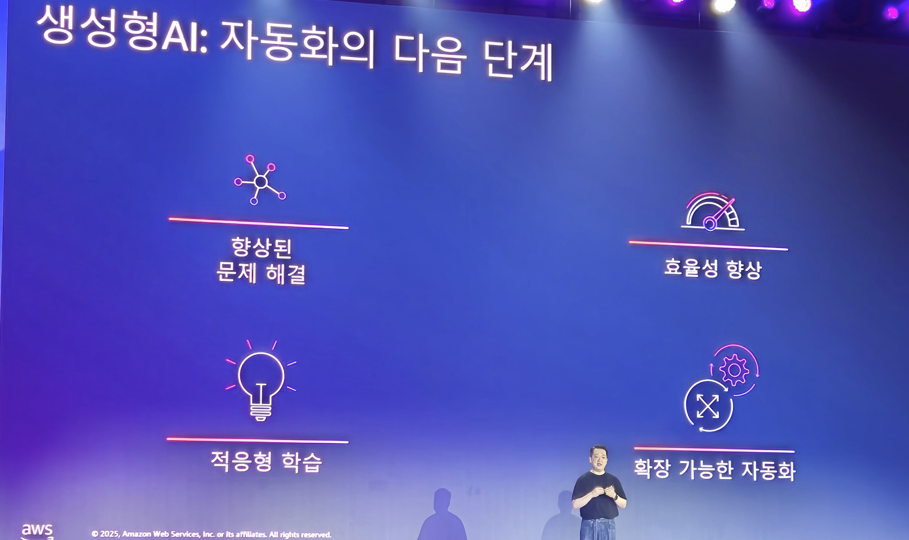 생성형AI: 자동화의 다음 단계
향상된
문제 해결
효율성 향상
적응형 학습
확장 가능한 자동화
aws
© 2025, Amazon Web Services, Inc. or its affiliates. All rights reserved.